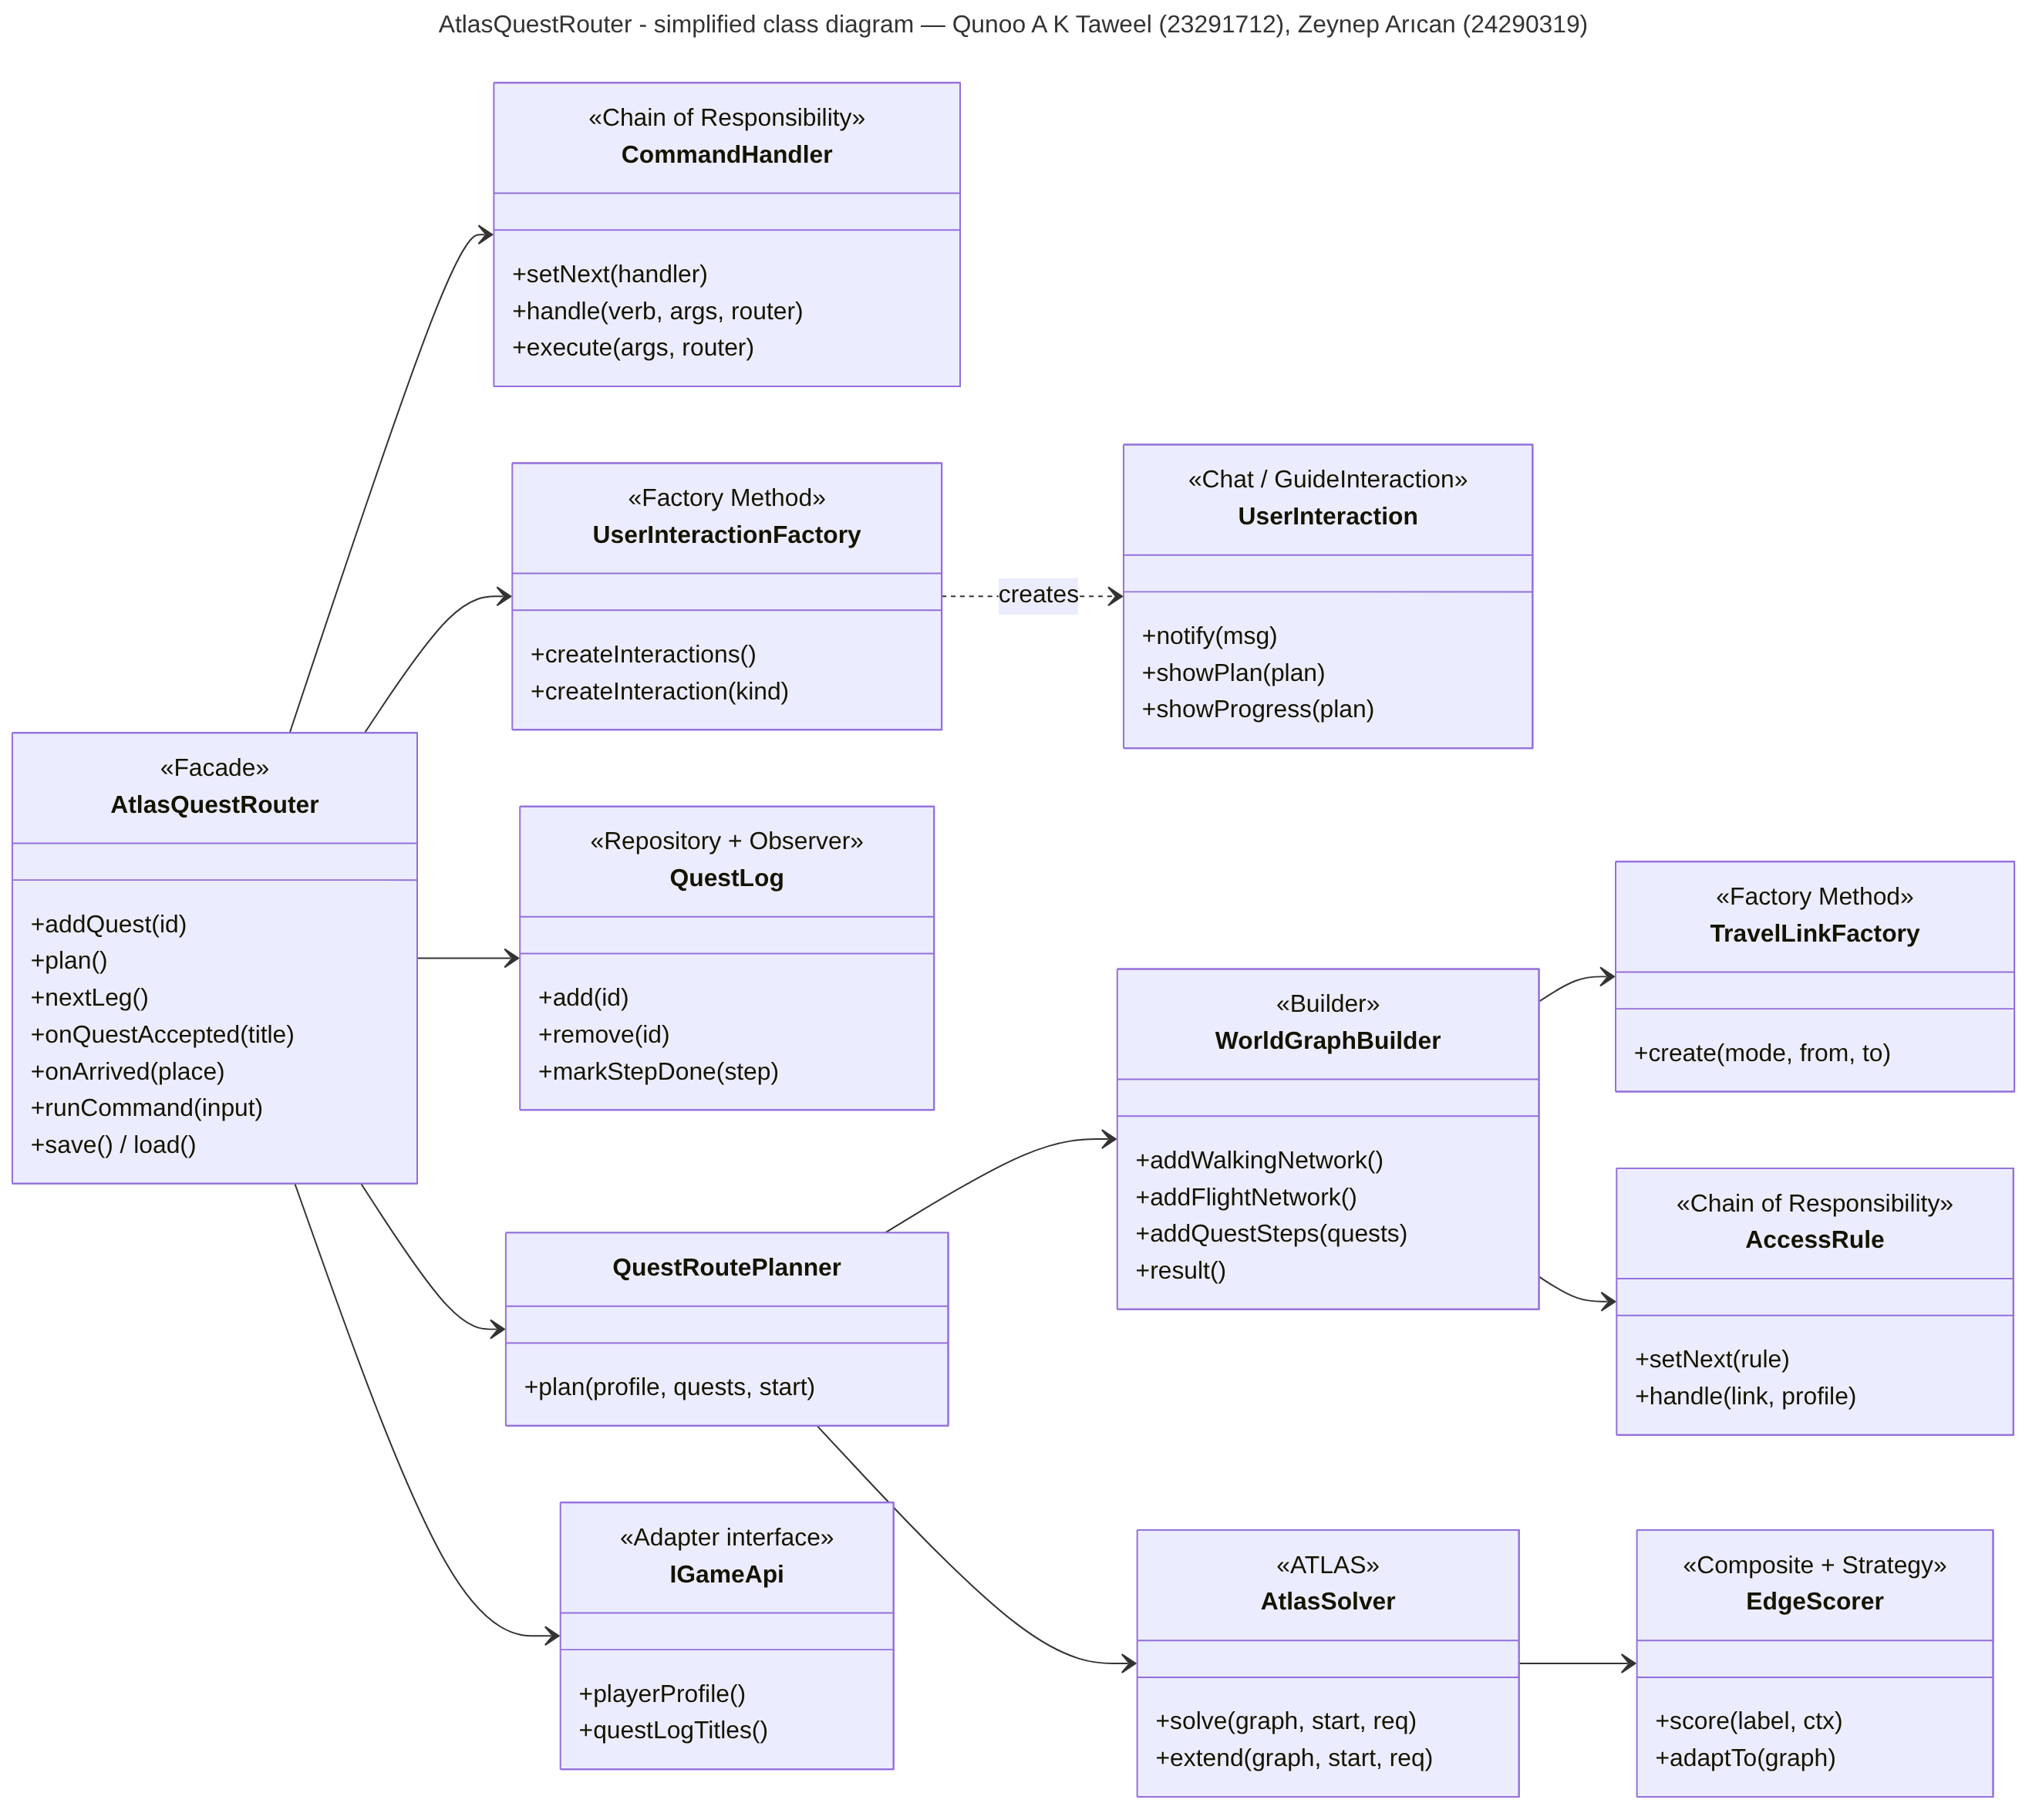 AtlasQuestRouter - simplified class diagram — Qunoo A K Taweel (23291712), Zeynep Arıcan (24290319)
«Chain of Responsibility»
CommandHandler
+setNext(handler)
+handle(verb, args, router)
+execute(args, router)
«Factory Method»
UserInteractionFactory
+createInteractions()
+createInteraction(kind)
creates
«Chat / GuideInteraction»
UserInteraction
+notify(msg)
+showPlan(plan)
+showProgress(plan)
«Facade»
AtlasQuestRouter
+addQuest(id)
+plan()
+nextLeg()
+onQuestAccepted(title)
+onArrived(place)
+runCommand(input)
+save() / load()
«Repository + Observer»
QuestLog
+add(id)
+remove(id)
+markStepDone(step)
«Builder»
WorldGraphBuilder
+addWalkingNetwork()
+addFlightNetwork()
+addQuestSteps(quests)
+result()
«Factory Method»
TravelLinkFactory
+create(mode, from, to)
«Chain of Responsibility»
AccessRule
+setNext(rule)
+handle(link, profile)
QuestRoutePlanner
+plan(profile, quests, start)
«Adapter interface»
IGameApi
+playerProfile()
+questLogTitles()
«ATLAS»
AtlasSolver
+solve(graph, start, req)
+extend(graph, start, req)
«Composite + Strategy»
EdgeScorer
+score(label, ctx)
+adaptTo(graph)